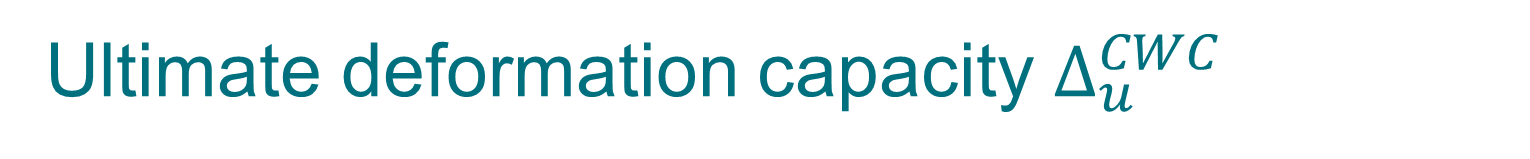 Ultimate deformation capacity Δ_u^{CWC}